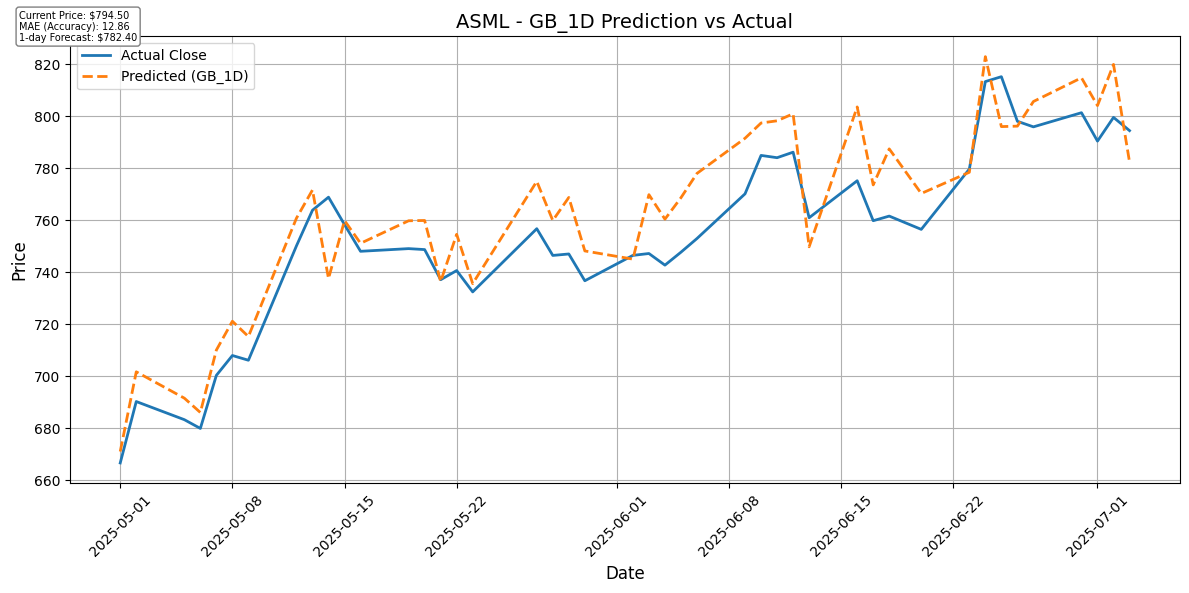 ASML - GB_1D Prediction vs Actual
Current Price: $794.50
MAE (Accuracy): 12.86
1-day Forecast: $782.40
Actual Close
Predicted (GB_1D)
Price
820
800
780
760
740
720
700
680
660
2025-05-01
2025-05-08
2025-05-15
2025-05-22
2025-06-01
2025-06-08
2025-06-15
2025-06-22
2025-07-01
Date